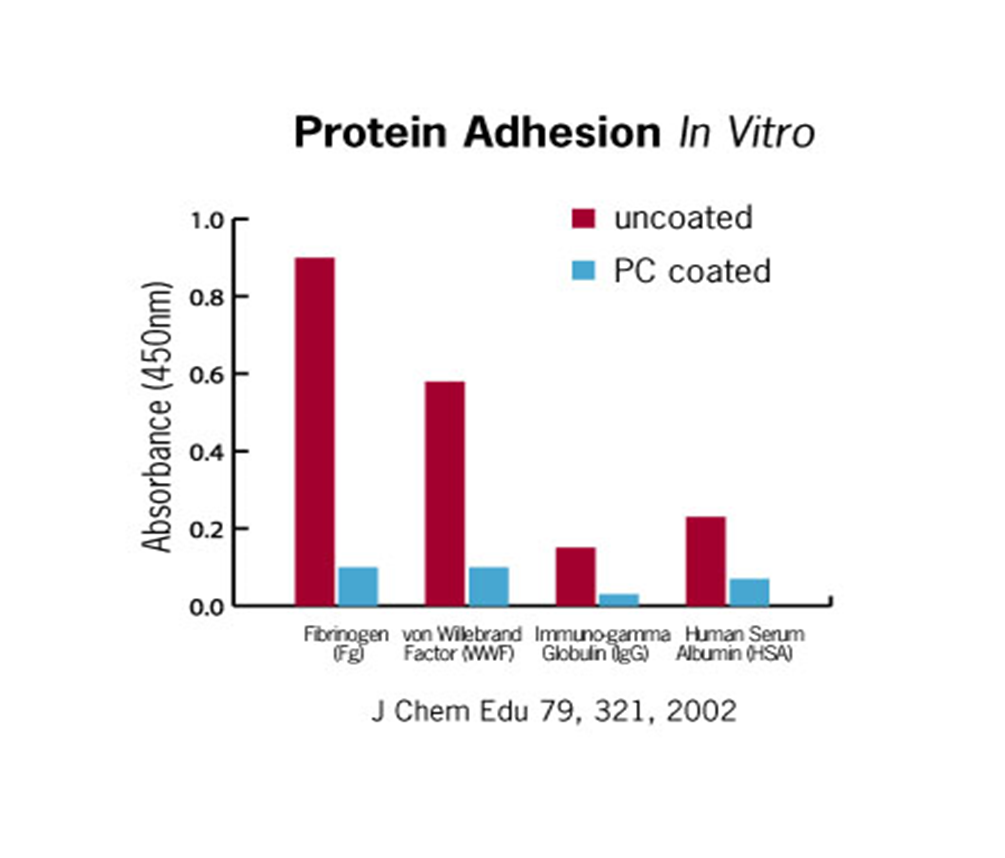 Protein Adhesion In Vitro
uncoated
PC coated
Absorbance (450nm)
1.0
0.8
0.6
0.4
0.2
0.0
Fibrinogen
(Fg)
von Willebrand
Factor (VWF)
Immuno-gamma
Globulin (IgG)
Human Serum
Albumin (HSA)
J Chem Edu 79, 321, 2002